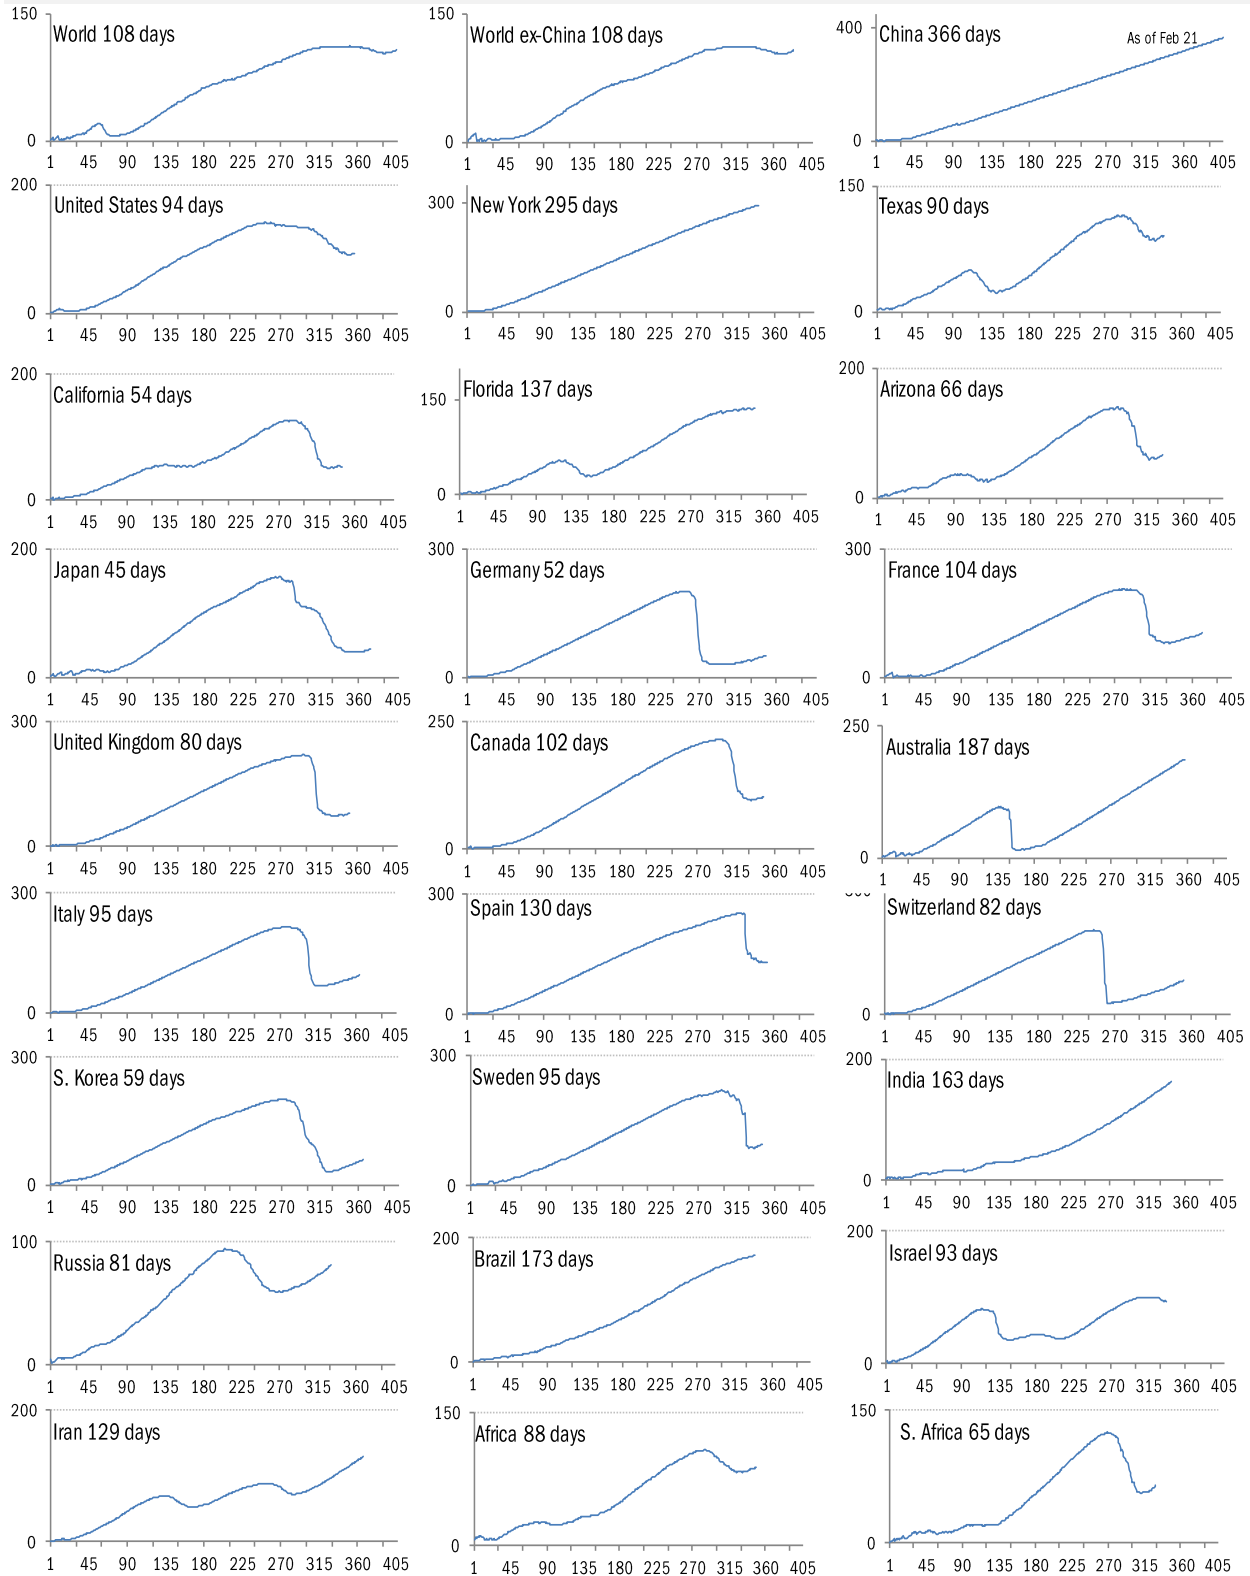 150
World 108 days
0
1 45 90 135 180 225 270 315 360 405
150
World ex-China 108 days
0
1 45 90 135 180 225 270 315 360 405
400
China 366 days
As of Feb 21
0
1 45 90 135 180 225 270 315 360 405
200
United States 94 days
0
1 45 90 135 180 225 270 315 360 405
300
New York 295 days
0
1 45 90 135 180 225 270 315 360 405
150
Texas 90 days
0
1 45 90 135 180 225 270 315 360 405
200
California 54 days
0
1 45 90 135 180 225 270 315 360 405
Florida 137 days
150
0
1 45 90 135 180 225 270 315 360 405
200
Arizona 66 days
0
1 45 90 135 180 225 270 315 360 405
200
Japan 45 days
0
1 45 90 135 180 225 270 315 360 405
300
Germany 52 days
0
1 45 90 135 180 225 270 315 360 405
300
France 104 days
0
1 45 90 135 180 225 270 315 360 405
300
United Kingdom 80 days
0
1 45 90 135 180 225 270 315 360 405
250
Canada 102 days
0
1 45 90 135 180 225 270 315 360 405
250
Australia 187 days
0
1 45 90 135 180 225 270 315 360 405
300
Italy 95 days
0
1 45 90 135 180 225 270 315 360 405
300
Spain 130 days
0
1 45 90 135 180 225 270 315 360 405
Switzerland 82 days
0
1 45 90 135 180 225 270 315 360 405
300
S. Korea 59 days
0
1 45 90 135 180 225 270 315 360 405
300
Sweden 95 days
0
1 45 90 135 180 225 270 315 360 405
200
India 163 days
0
1 45 90 135 180 225 270 315 360 405
100
Russia 81 days
0
1 45 90 135 180 225 270 315 360 405
200
Brazil 173 days
0
1 45 90 135 180 225 270 315 360 405
200
Israel 93 days
0
1 45 90 135 180 225 270 315 360 405
200
Iran 129 days
0
1 45 90 135 180 225 270 315 360 405
150
Africa 88 days
0
1 45 90 135 180 225 270 315 360 405
150
S. Africa 65 days
0
1 45 90 135 180 225 270 315 360 405